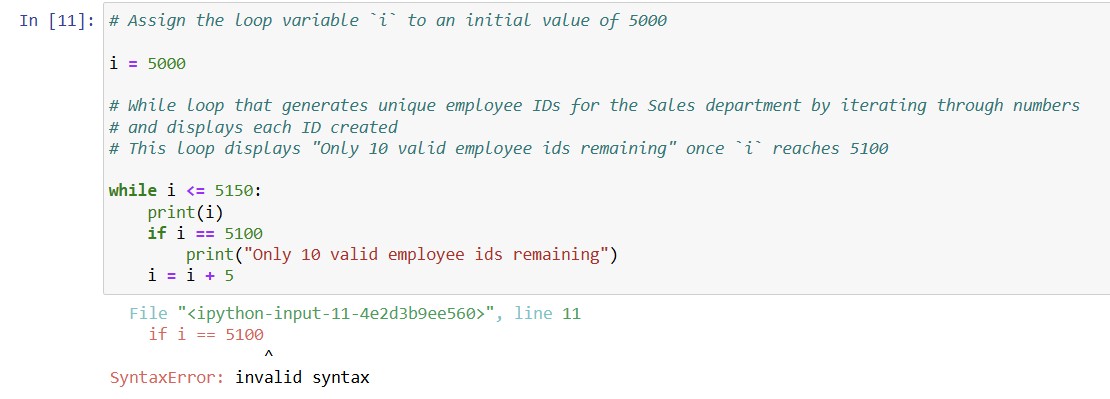 In [11]: # Assign the loop variable `i` to an initial value of 5000
i = 5000
# While loop that generates unique employee IDs for the Sales department by iterating through numbers
# and displays each ID created
# This loop displays "Only 10 valid employee ids remaining" once `i` reaches 5100
while i <= 5150:
    print(i)
    if i == 5100
        print("Only 10 valid employee ids remaining")
    i = i + 5
File "<ipython-input-11-4e2d3b9ee560>", line 11
    if i == 5100
                ^
SyntaxError: invalid syntax